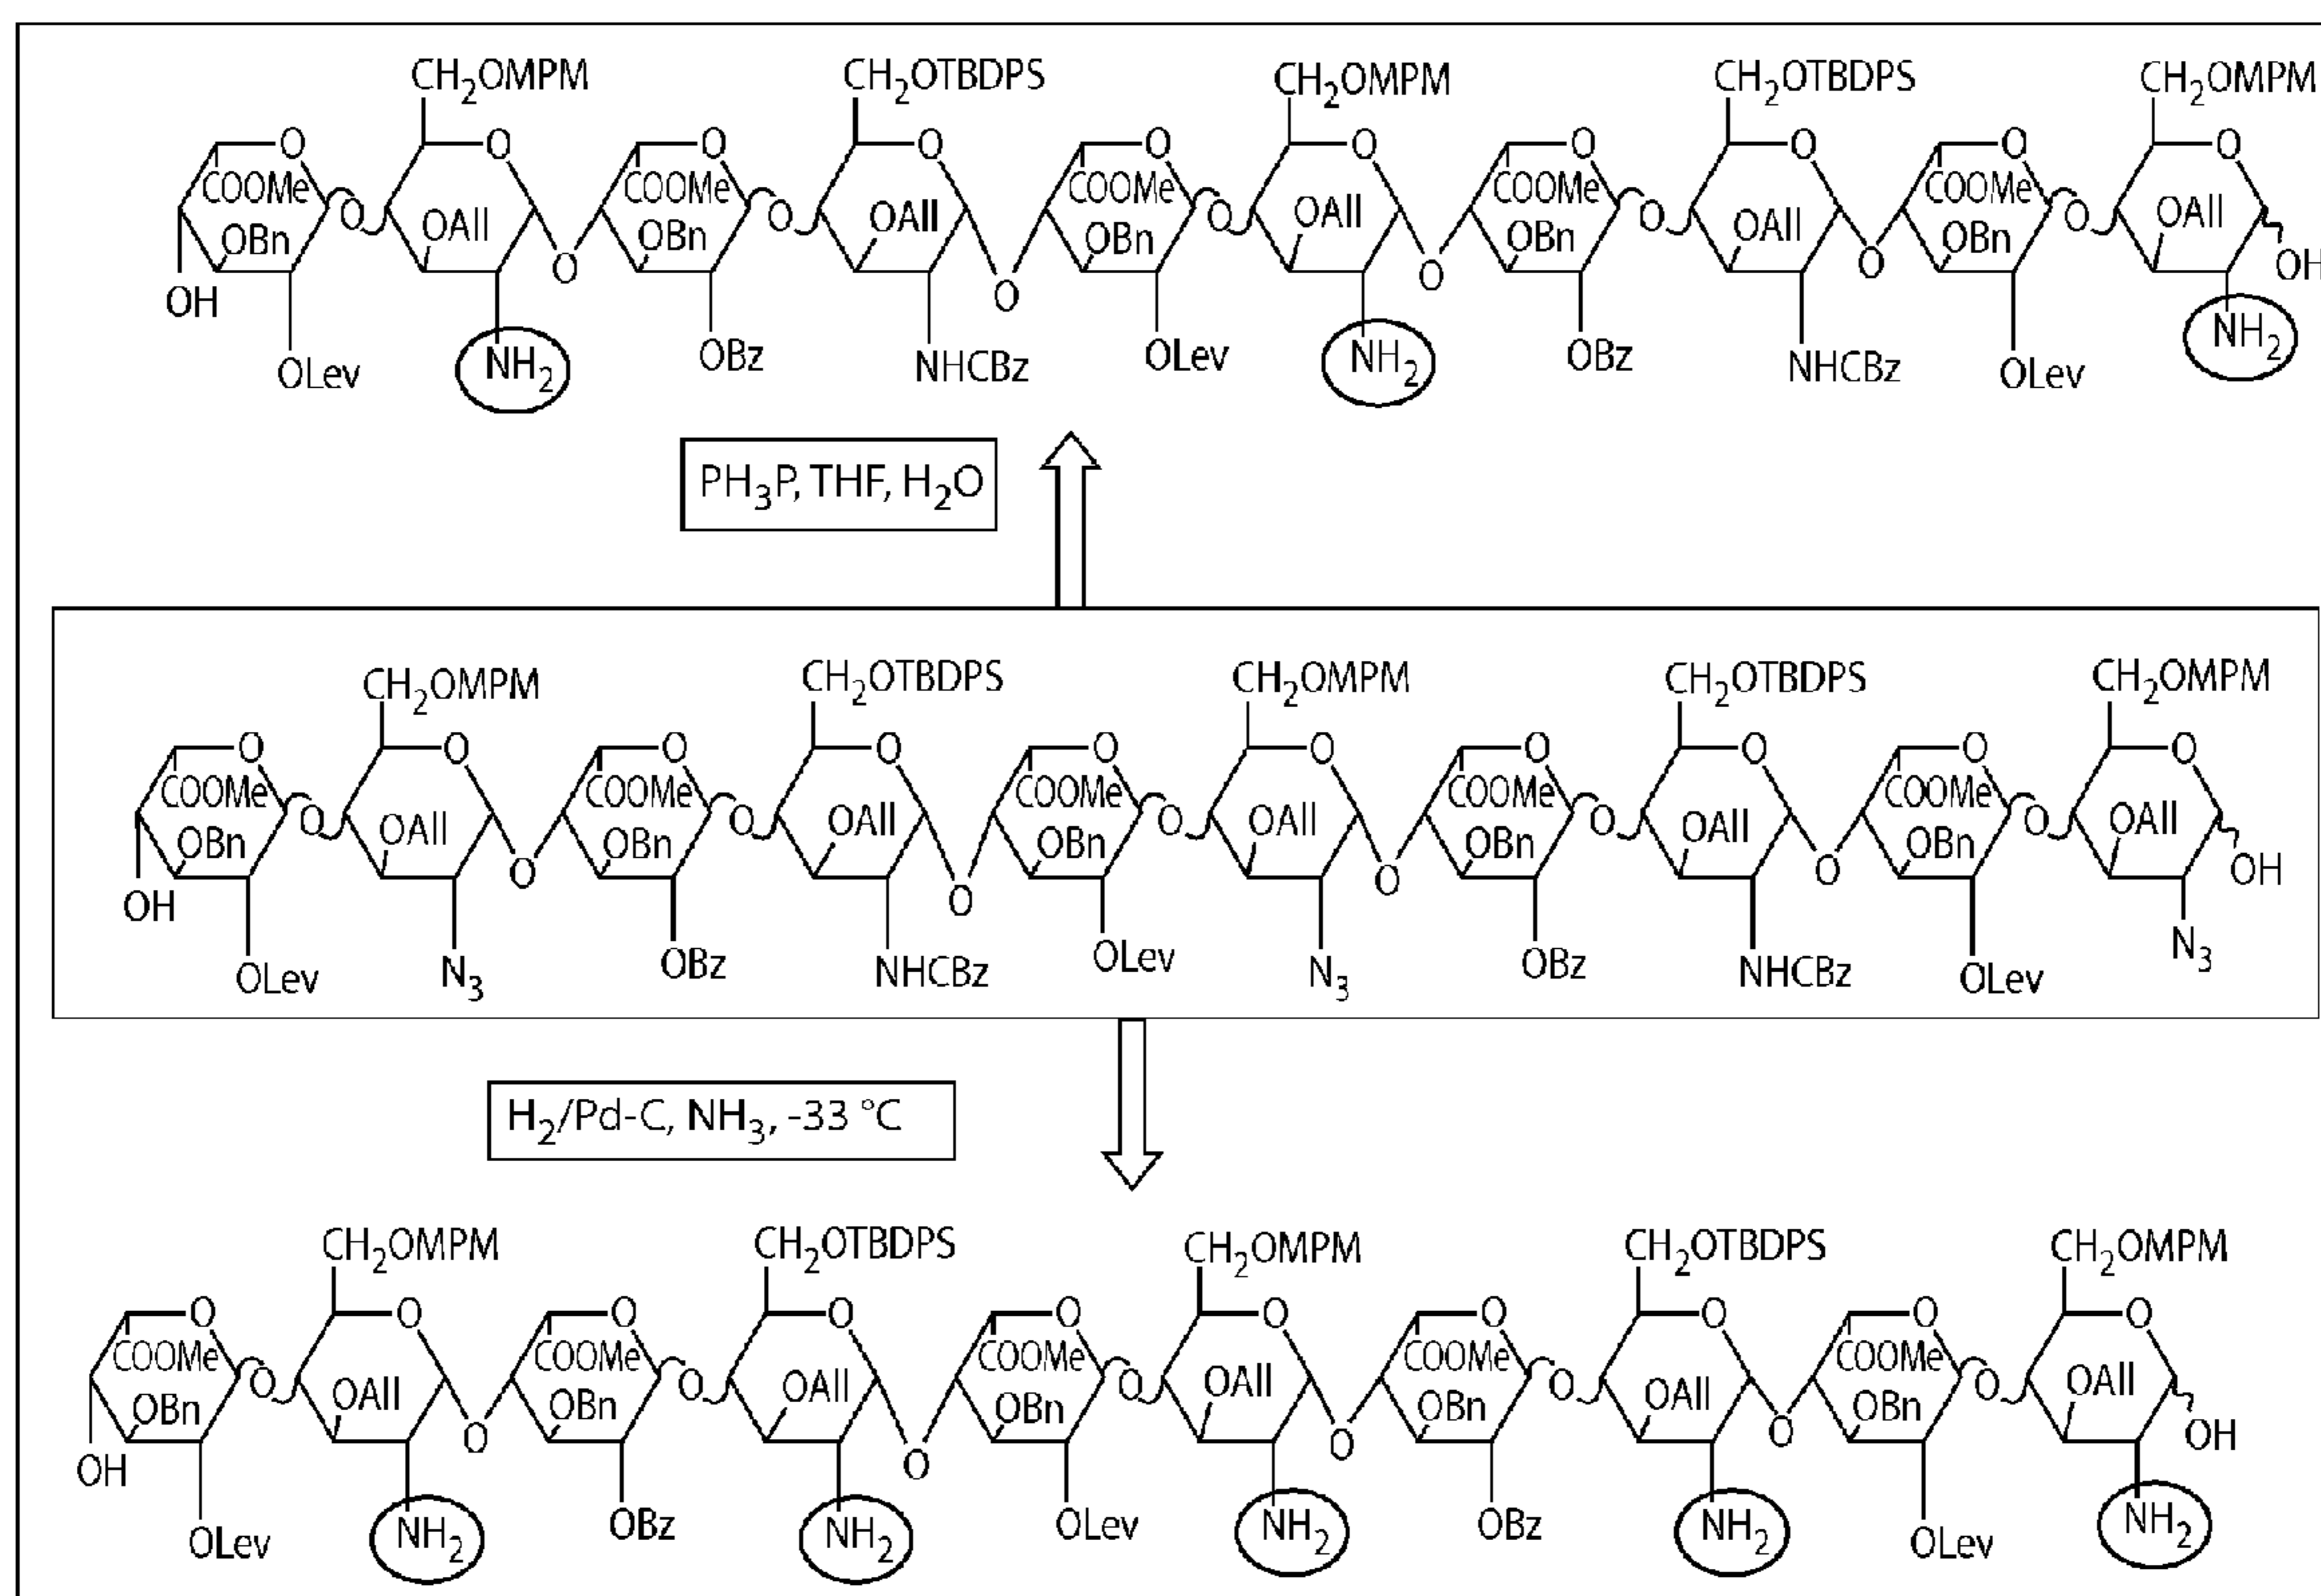 CH2OMPM CH2OTBDPS CH2OMPM CH2OTBDPS CH2OMPM
O O O O O O O O O O
COOMe COOMe COOMe COOMe COOMe
OBn O OAll OBn O OAll OBn O OAll OBn O OAll OBn O OAll
OH O O O O OH
OLev NH2 OBz NHCBz OLev NH2 OBz NHCBz OLev NH2
PH3P, THF, H2O
CH2OMPM CH2OTBDPS CH2OMPM CH2OTBDPS CH2OMPM
O O O O O O O O O O
COOMe COOMe COOMe COOMe COOMe
OBn O OAll OBn O OAll OBn O OAll OBn O OAll OBn O OAll
OH O O O O OH
OLev N3 OBz NHCBz OLev N3 OBz NHCBz OLev N3
H2/Pd-C, NH3, -33 °C
CH2OMPM CH2OTBDPS CH2OMPM CH2OTBDPS CH2OMPM
O O O O O O O O O O
COOMe COOMe COOMe COOMe COOMe
OBn O OAll OBn O OAll OBn O OAll OBn O OAll OBn O OAll
OH O O O O OH
OLev NH2 OBz NH2 OLev NH2 OBz NH2 OLev NH2